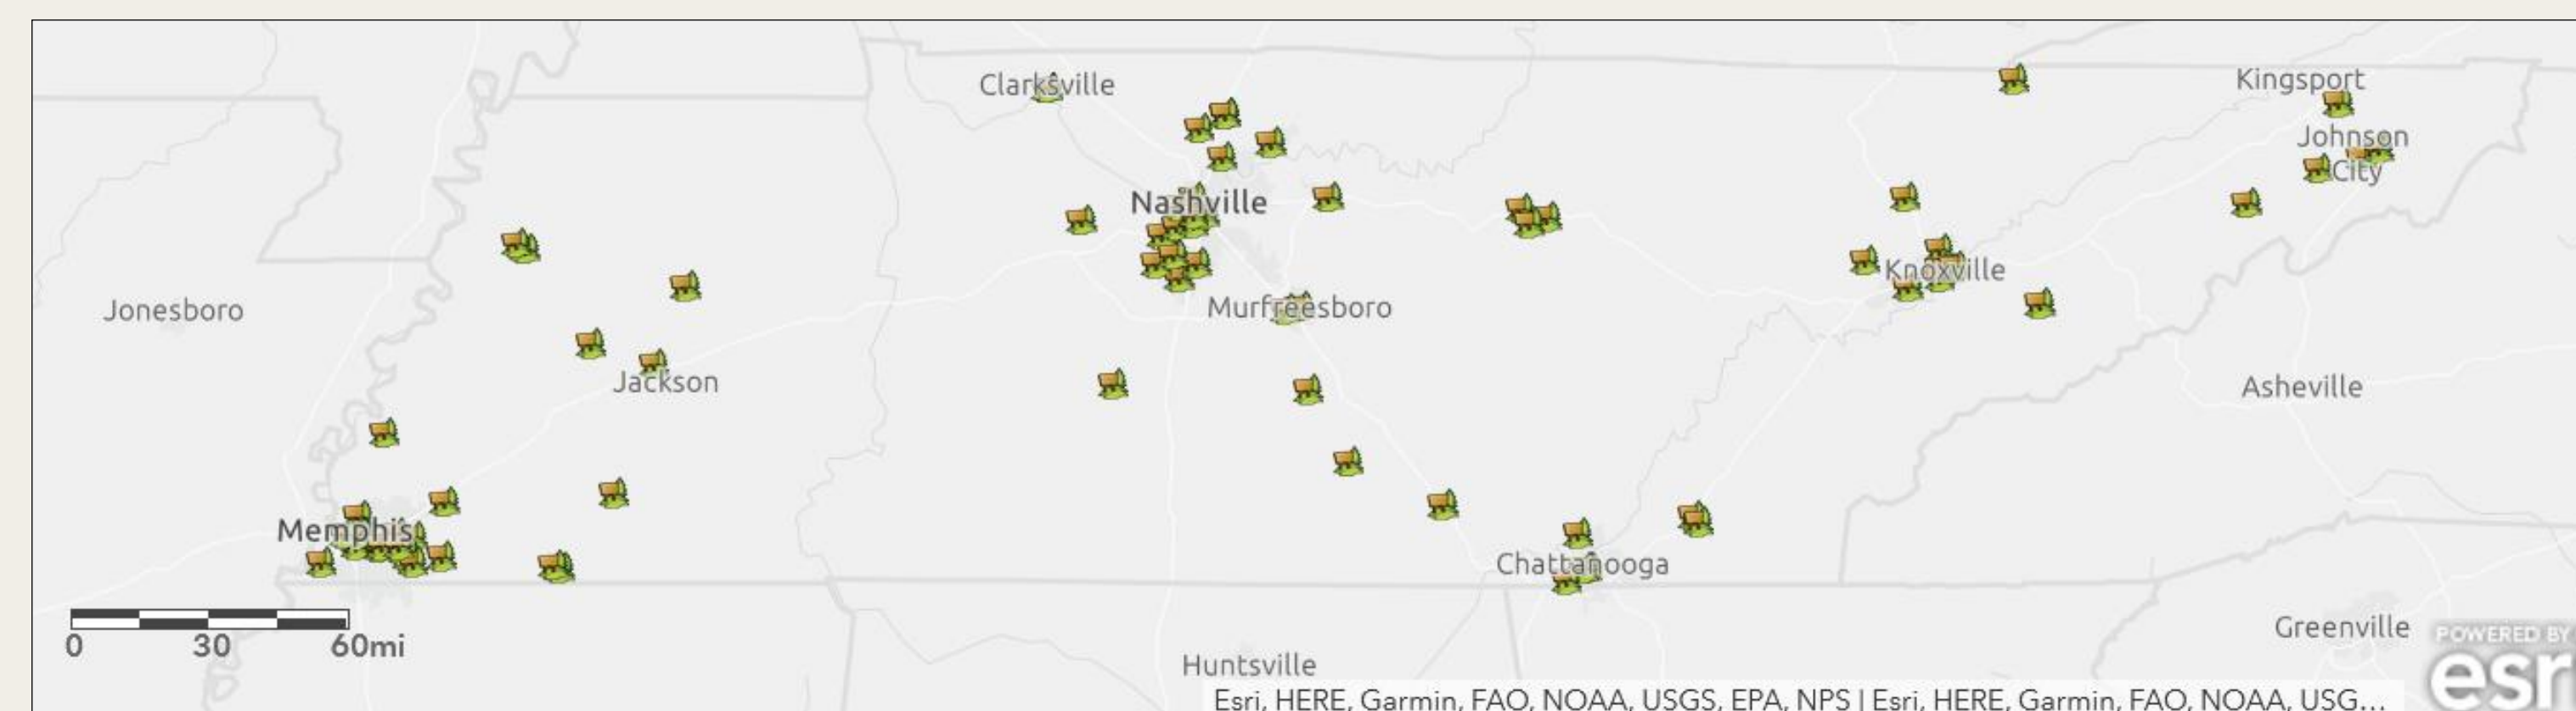 Clarksville
Kingsport
Johnson
City
Nashville
Knoxville
Jonesboro
Murfreesboro
Jackson
Asheville
Memphis
Chattanooga
Greenville
0 30 60mi
Huntsville
POWERED BY
esri
Esri, HERE, Garmin, FAO, NOAA, USGS, EPA, NPS | Esri, HERE, Garmin, FAO, NOAA, USG...